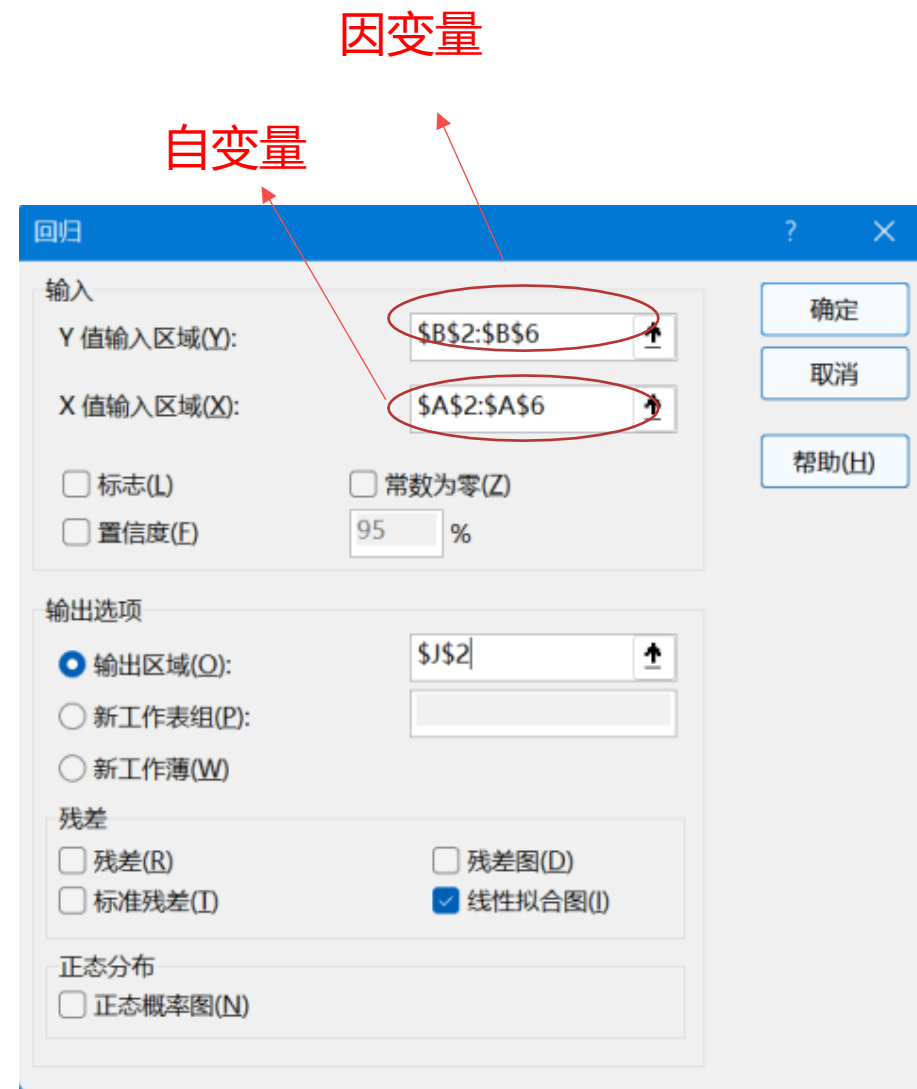 因变量
自变量
回归 ? ×
输入
Y 值输入区域(Y): $B$2:$B$6
X 值输入区域(X): $A$2:$A$6
标志(L) 常数为零(Z)
置信度(F) 95 %
确定
取消
帮助(H)
输出选项
输出区域(O): $J$2
新工作表组(P):
新工作薄(W)
残差
残差(R) 残差图(D)
标准残差(T) 线性拟合图(I)
正态分布
正态概率图(N)